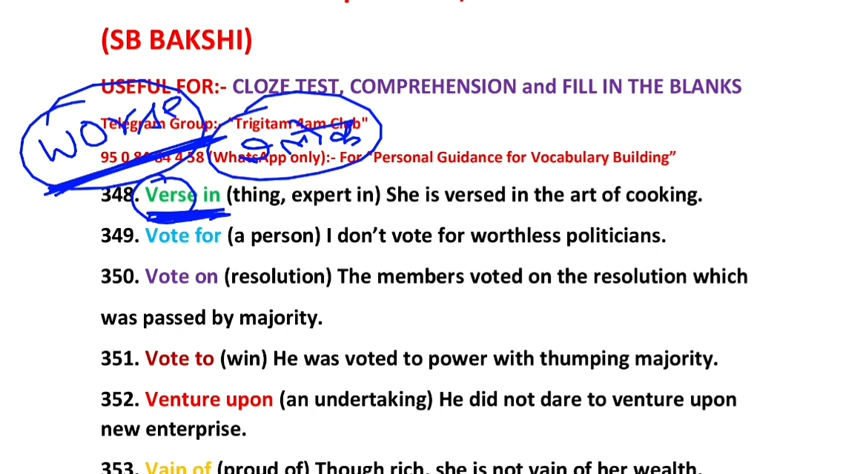 (SB BAKSHI)
USEFUL FOR:- CLOZE TEST, COMPREHENSION and FILL IN THE BLANKS
Telegram Group:- "Trigitam 4am Club"
(WhatsApp only):- For "Personal Guidance for Vocabulary Building"
348. Verse in (thing, expert in) She is versed in the art of cooking.
349. Vote for (a person) I don't vote for worthless politicians.
350. Vote on (resolution) The members voted on the resolution which
was passed by majority.
351. Vote to (win) He was voted to power with thumping majority.
352. Venture upon (an undertaking) He did not dare to venture upon
new enterprise.
353. Vain of (proud of) Though rich, she is not vain of her wealth.